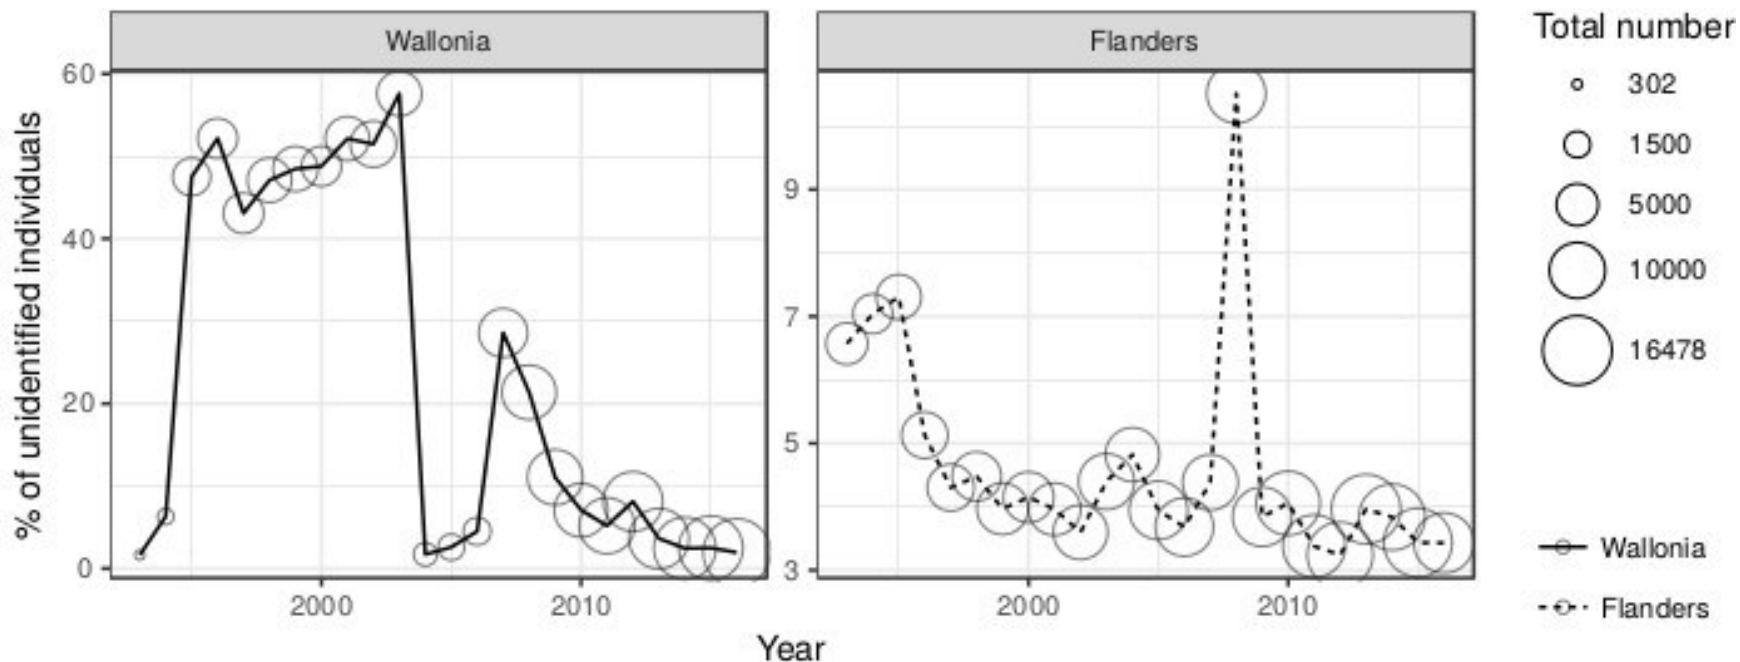 Wallonia
Flanders
Total number
302
1500
5000
10000
16478
Wallonia
Flanders
% of unidentified individuals
60
40
20
0
9
7
5
3
2000
2010
2000
2010
Year